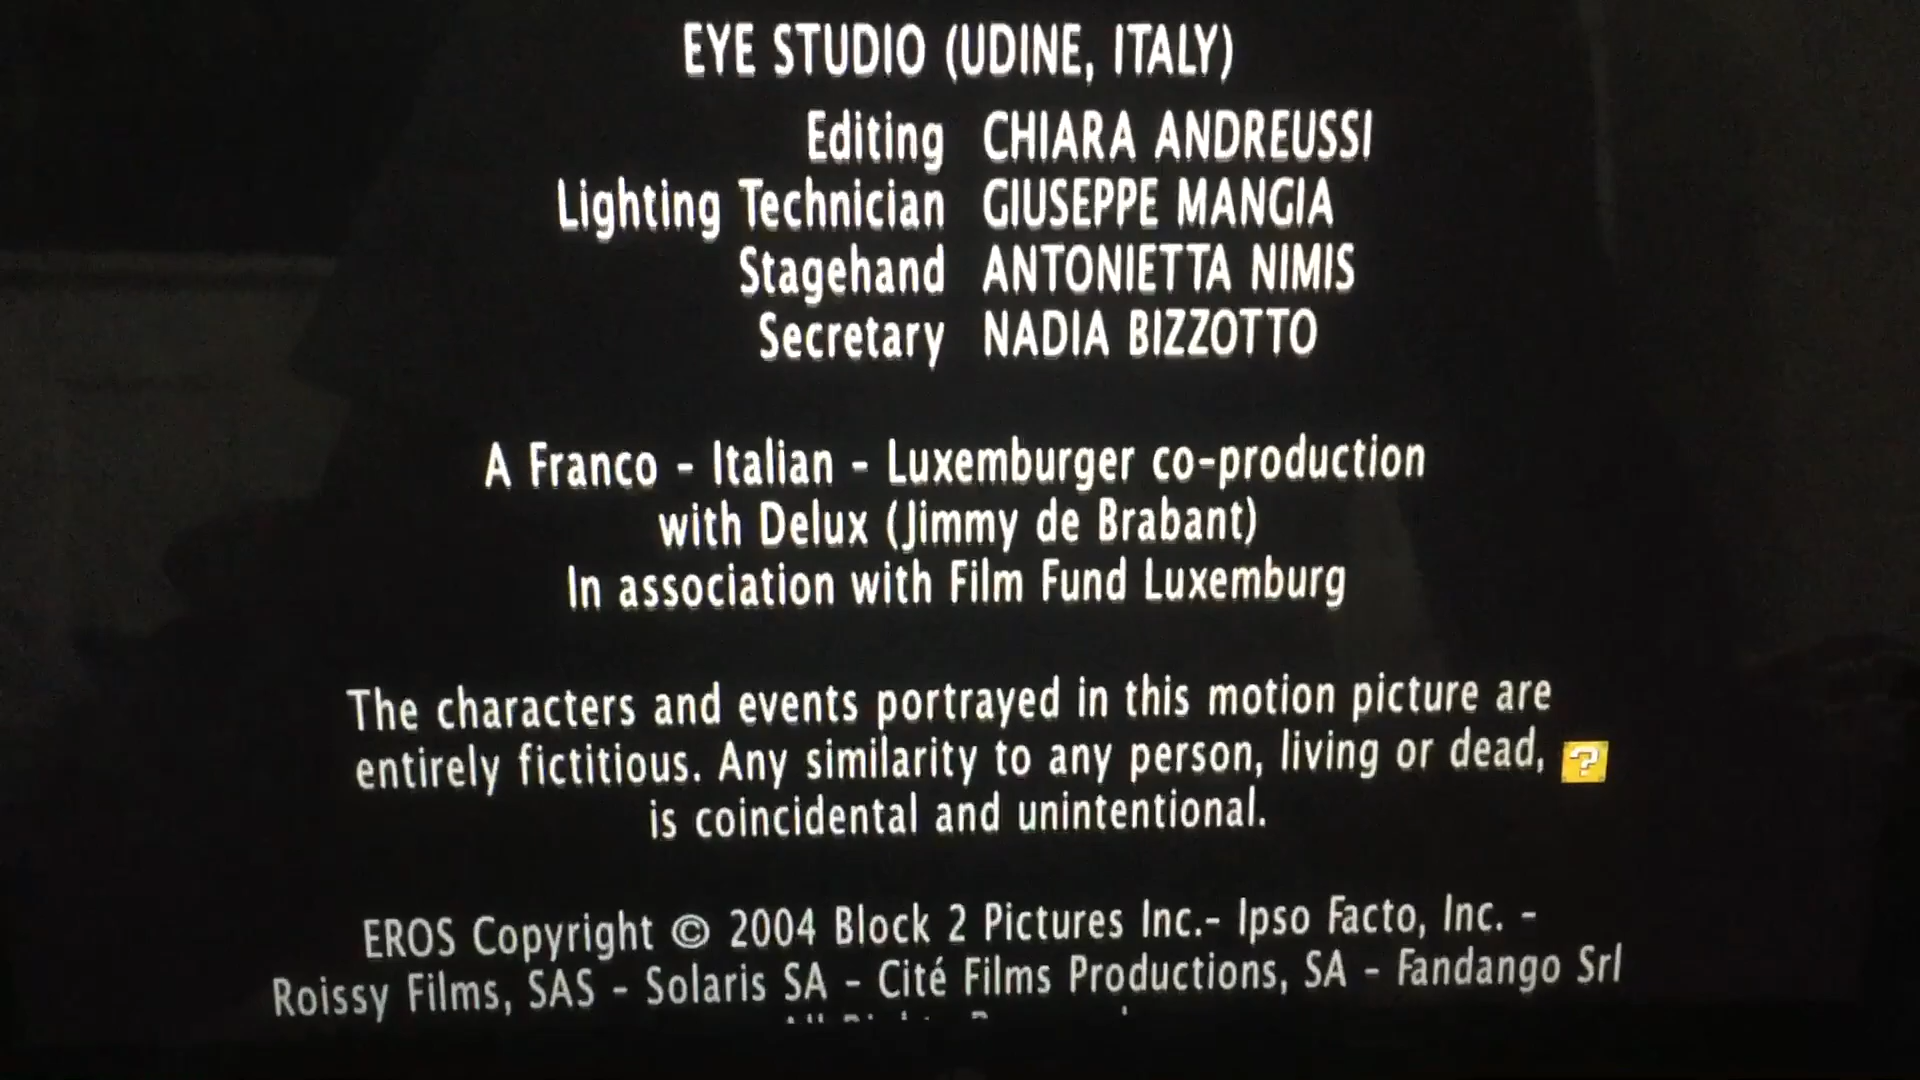 EYE STUDIO (UDINE, ITALY)
Editing CHIARA ANDREUSSI
Lighting Technician GIUSEPPE MANGIA
Stagehand ANTONIETTA NIMIS
Secretary NADIA BIZZOTTO
A Franco - Italian - Luxemburger co-production
with Delux (Jimmy de Brabant)
In association with Film Fund Luxemburg
The characters and events portrayed in this motion picture are
entirely fictitious. Any similarity to any person, living or dead, ?
is coincidental and unintentional.
EROS Copyright © 2004 Block 2 Pictures Inc.- Ipso Facto, Inc. -
Roissy Films, SAS - Solaris SA - Cité Films Productions, SA - Fandango Srl